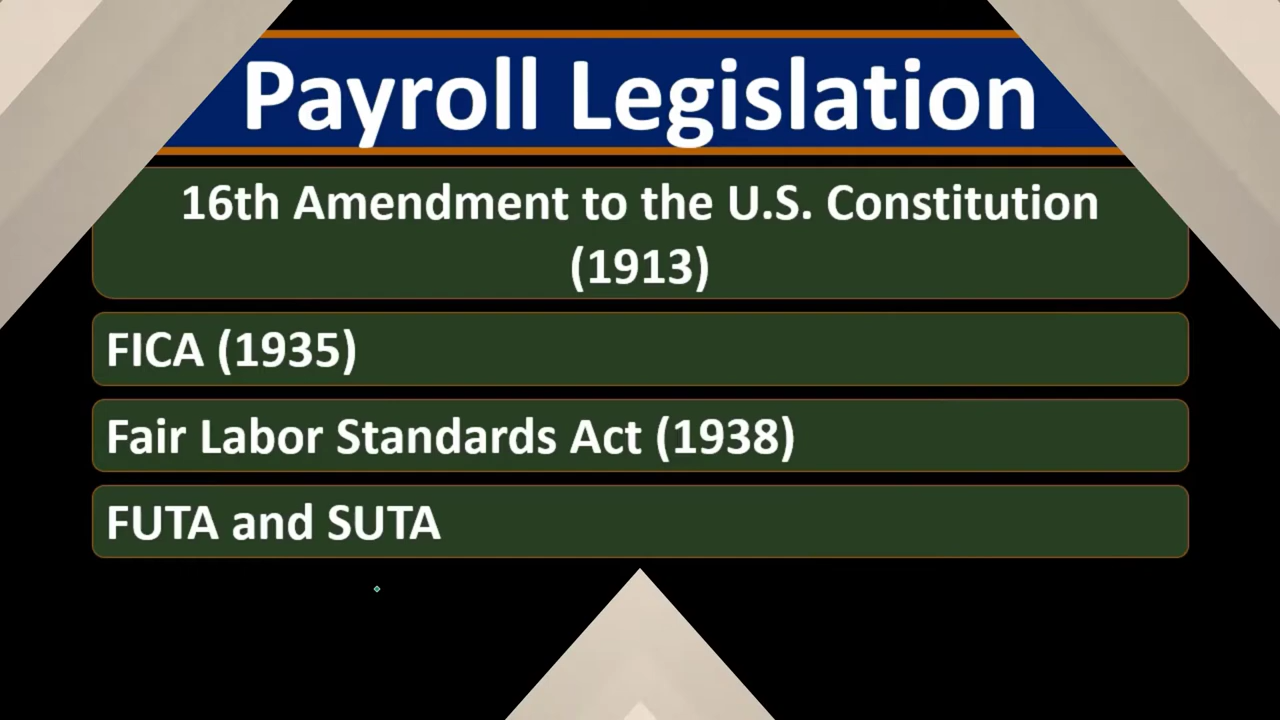 Payroll Legislation
16th Amendment to the U.S. Constitution
(1913)
FICA (1935)
Fair Labor Standards Act (1938)
FUTA and SUTA